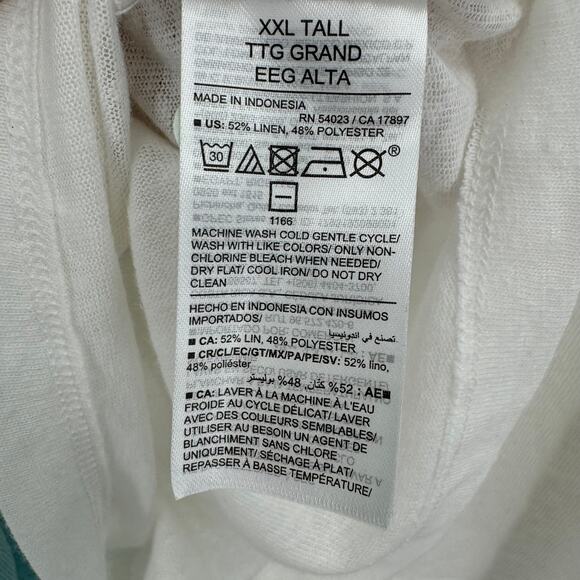 XXL TALL
TTG GRAND
EEG ALTA
MADE IN INDONESIA
RN 54023 / CA 17897
■ US: 52% LINEN, 48% POLYESTER
30
®
1166
MACHINE WASH COLD GENTLE CYCLE/
WASH WITH LIKE COLORS/ ONLY NON-
CHLORINE BLEACH WHEN NEEDED/
DRY FLAT/ COOL IRON/ DO NOT DRY
CLEAN
HECHO EN INDONESIA CON INSUMOS
IMPORTADOS/
تصنع في اندونيسيا.
■ CA: 52% LIN, 48% POLYESTER
■ CR/CL/EC/GT/MX/PA/PE/SV: 52% lino,
48% poliéster
■AE : 52% كتّان, 48% بوليستر
■ CA: LAVER À LA MACHINE À L'EAU
FROIDE AU CYCLE DÉLICAT/ LAVER
AVEC DES COULEURS SEMBLABLES/
UTILISER AU BESOIN UN AGENT DE
BLANCHIMENT SANS CHLORE
UNIQUEMENT/ SÉCHAGE À PLAT/
REPASSER À BASSE TEMPÉRATURE/